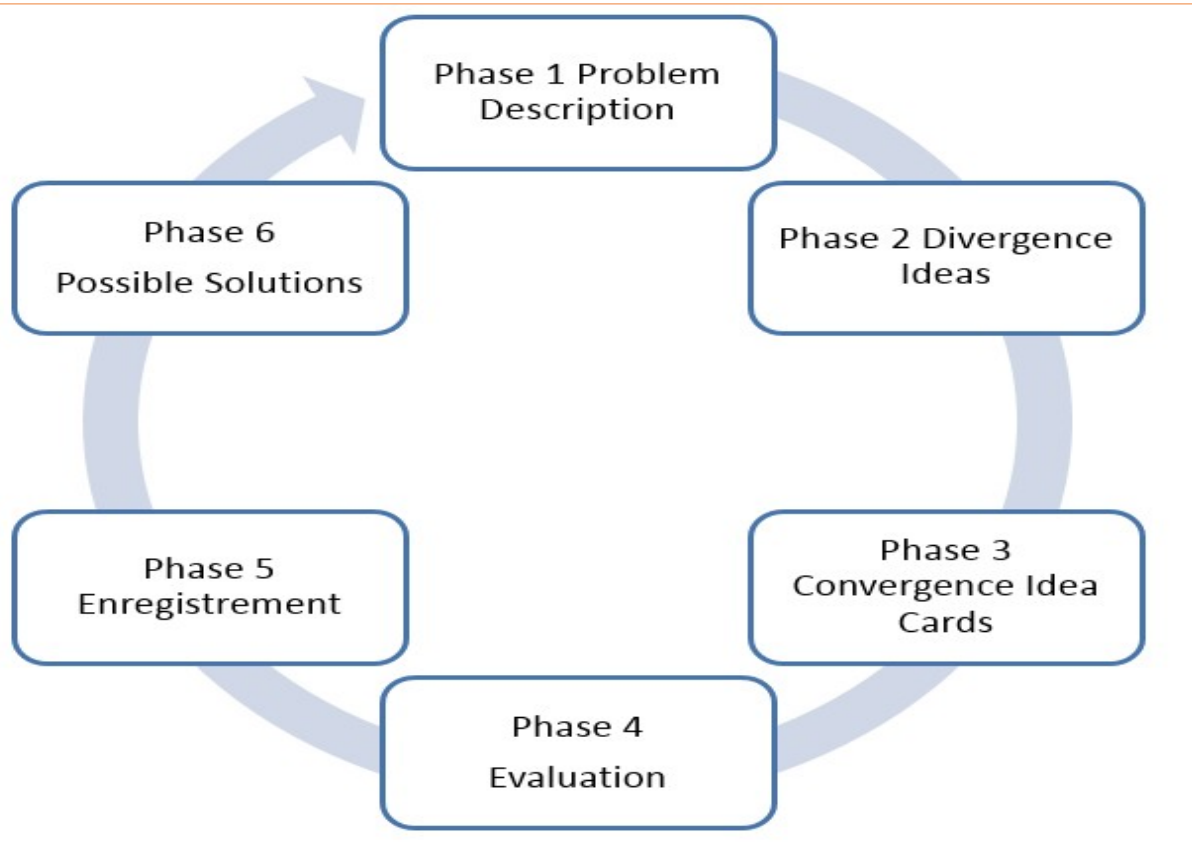 Phase 1 Problem
Description
Phase 2 Divergence
Ideas
Phase 3
Convergence Idea
Cards
Phase 4
Evaluation
Phase 5
Enregistrement
Phase 6
Possible Solutions